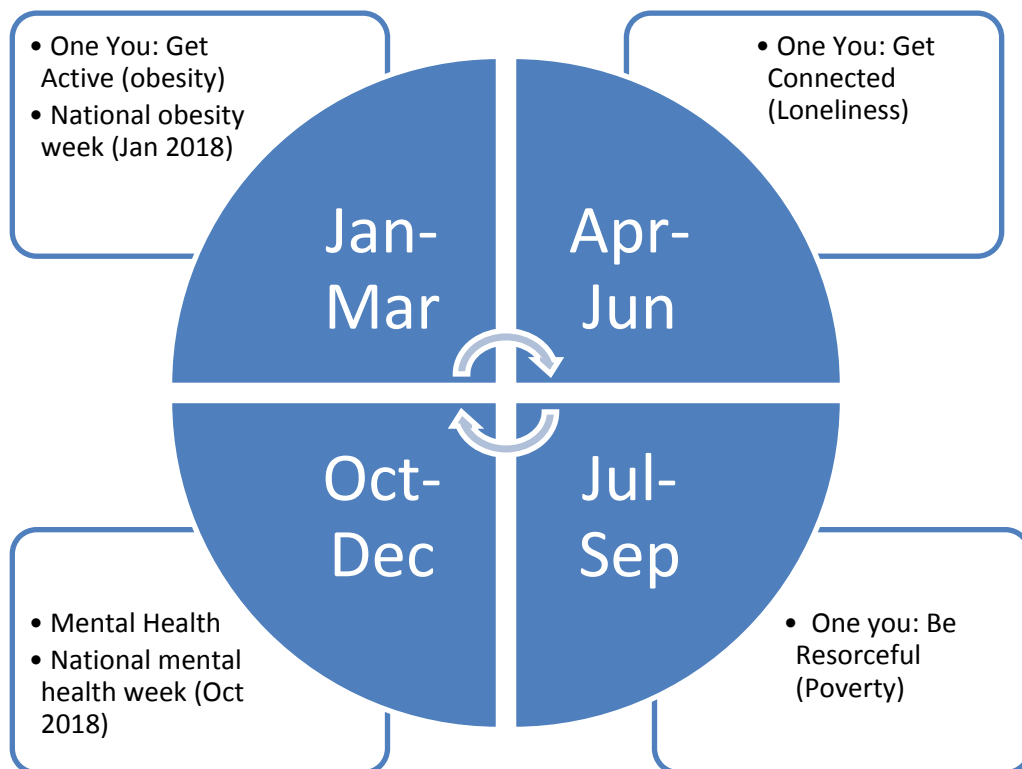 • One You: Get
Active (obesity)
• National obesity
week (Jan 2018)
• One You: Get
Connected
(Loneliness)
Jan-
Mar
Apr-
Jun
Oct-
Dec
Jul-
Sep
• Mental Health
• National mental
health week (Oct
2018)
• One you: Be
Resorceful
(Poverty)